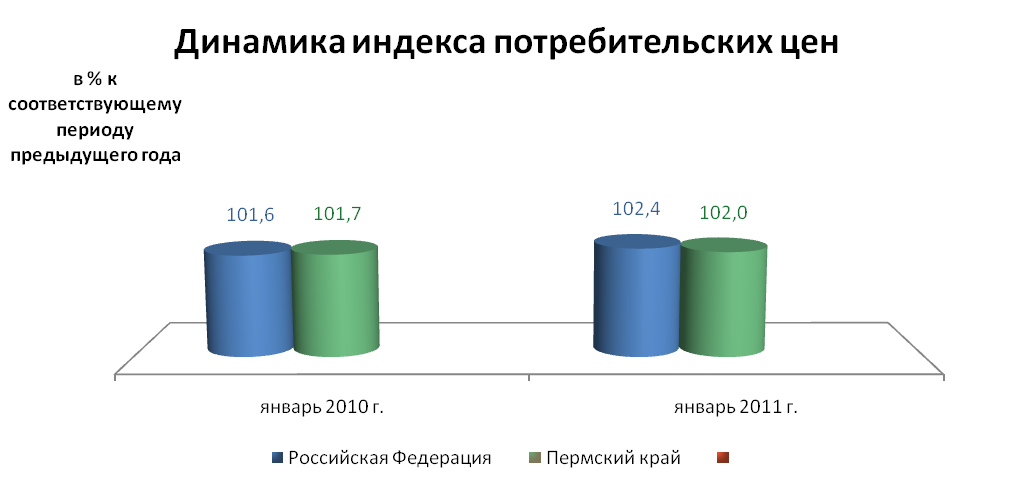 Динамика индекса потребительских цен
в % к
соответствующему
периоду
предыдущего года
101,6
101,7
102,4
102,0
январь 2010 г.
январь 2011 г.
Российская Федерация
Пермский край